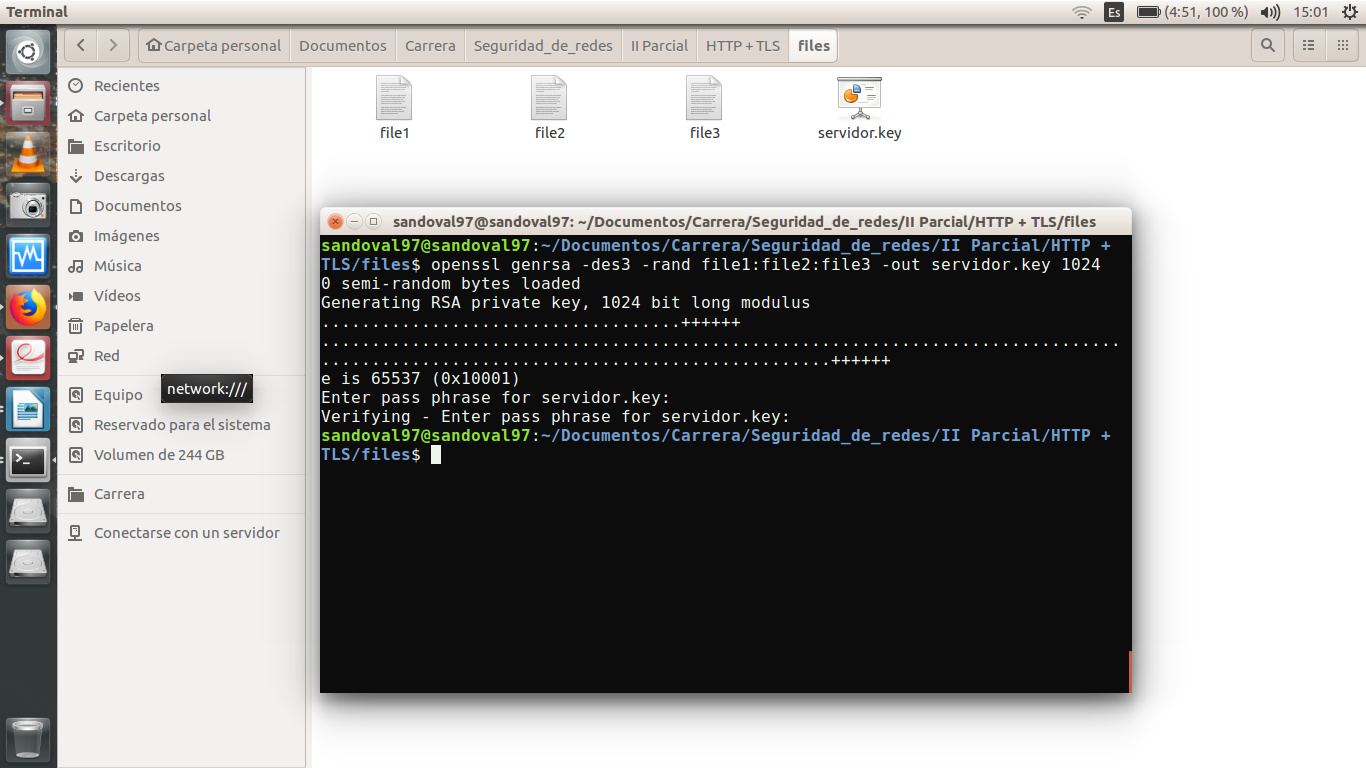 Terminal
Es
(4:51, 100 %)
15:01
Carpeta personal
Documentos
Carrera
Seguridad_de_redes
II Parcial
HTTP + TLS
files
Recientes
Carpeta personal
Escritorio
Descargas
Documentos
Imágenes
Música
Vídeos
Papelera
Red
Equipo
network:///
Reservado para el sistema
Volumen de 244 GB
Carrera
Conectarse con un servidor
file1
file2
file3
servidor.key
sandoval97@sandoval97: ~/Documentos/Carrera/Seguridad_de_redes/II Parcial/HTTP + TLS/files
sandoval97@sandoval97:~/Documentos/Carrera/Seguridad_de_redes/II Parcial/HTTP +
TLS/files$ openssl genrsa -des3 -rand file1:file2:file3 -out servidor.key 1024
0 semi-random bytes loaded
Generating RSA private key, 1024 bit long modulus
....................................++++++
................................................................................
...................................................++++++
e is 65537 (0x10001)
Enter pass phrase for servidor.key:
Verifying - Enter pass phrase for servidor.key:
sandoval97@sandoval97:~/Documentos/Carrera/Seguridad_de_redes/II Parcial/HTTP +
TLS/files$